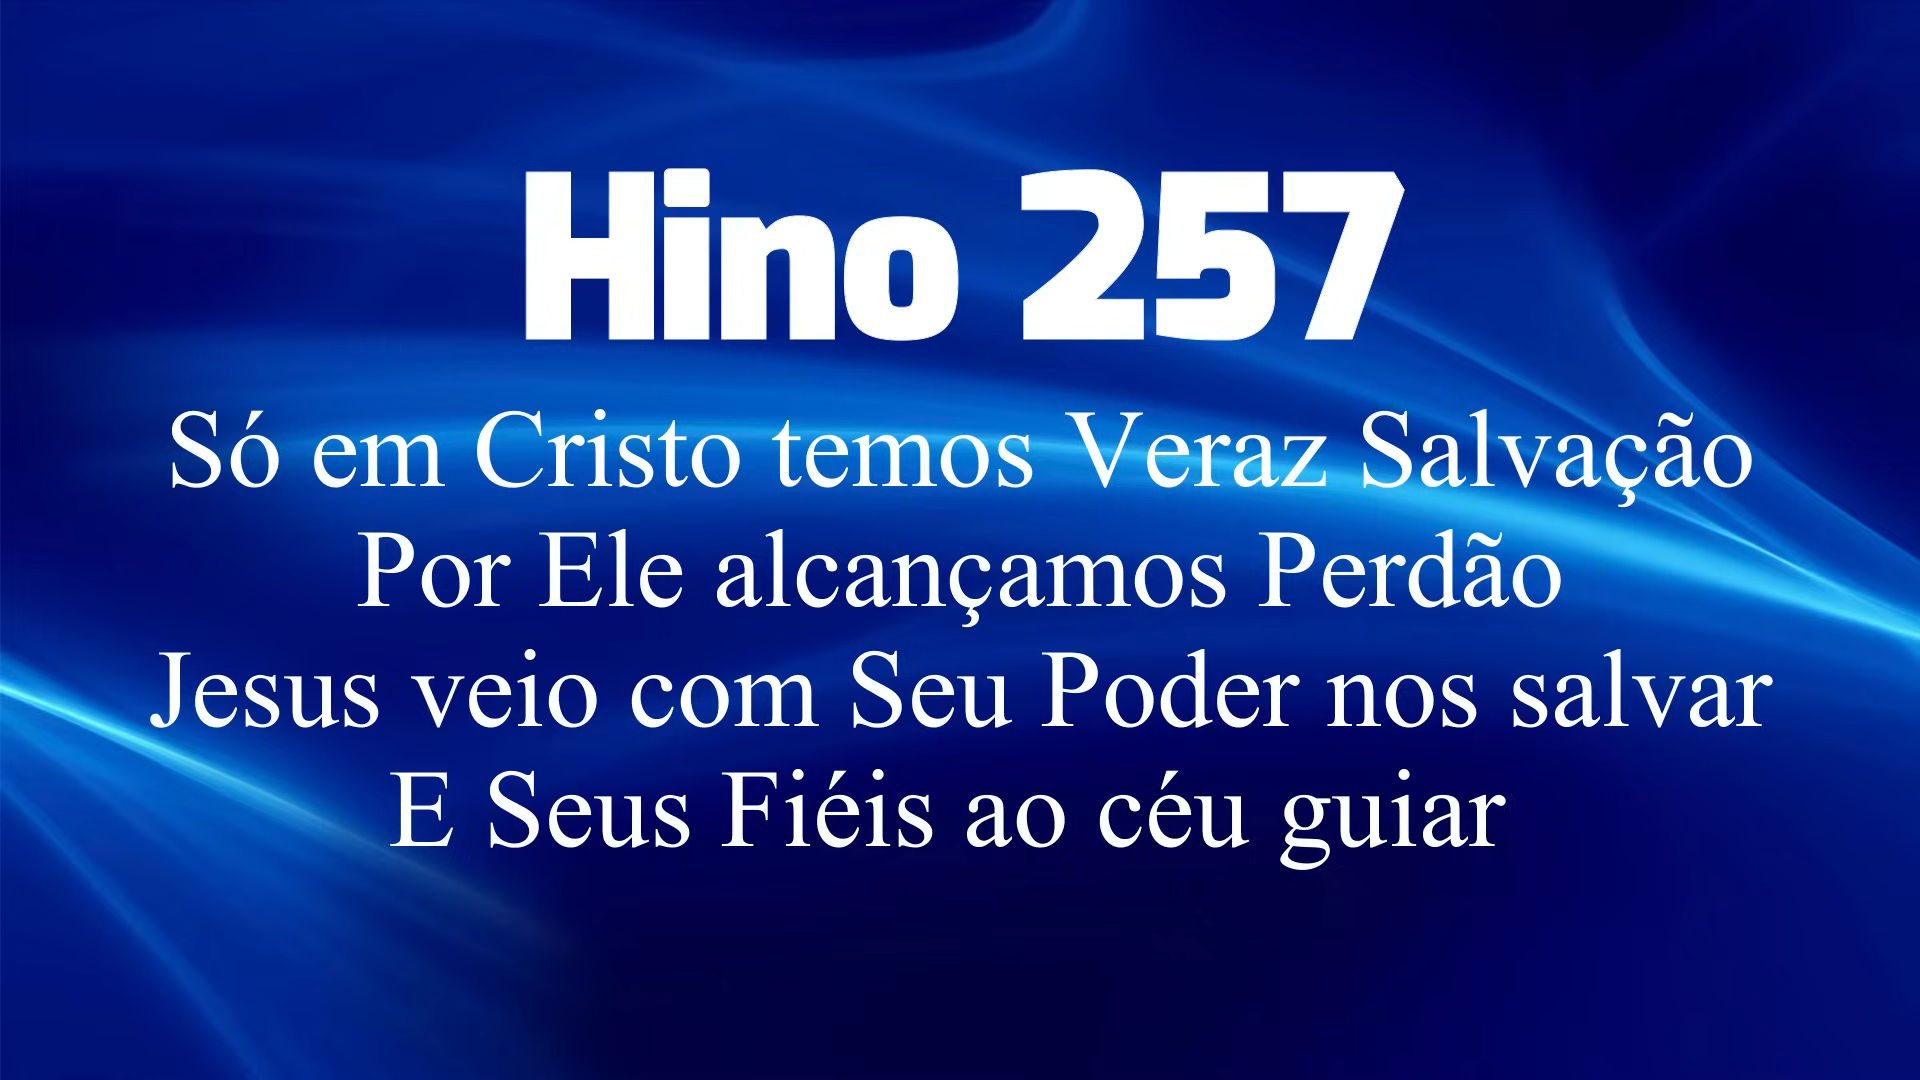 Hino 257
Só em Cristo temos Veraz Salvação
Por Ele alcançamos Perdão
Jesus veio com Seu Poder nos salvar
E Seus Fiéis ao céu guiar